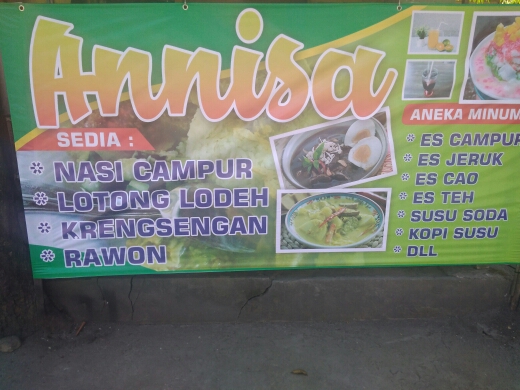 Annisa
SEDIA :
NASI CAMPUR
LOTONG LODEH
KRENGSENGAN
RAWON
ANEKA MINUM
ES CAMPUR
ES JERUK
ES CAO
ES TEH
SUSU SODA
KOPI SUSU
DLL